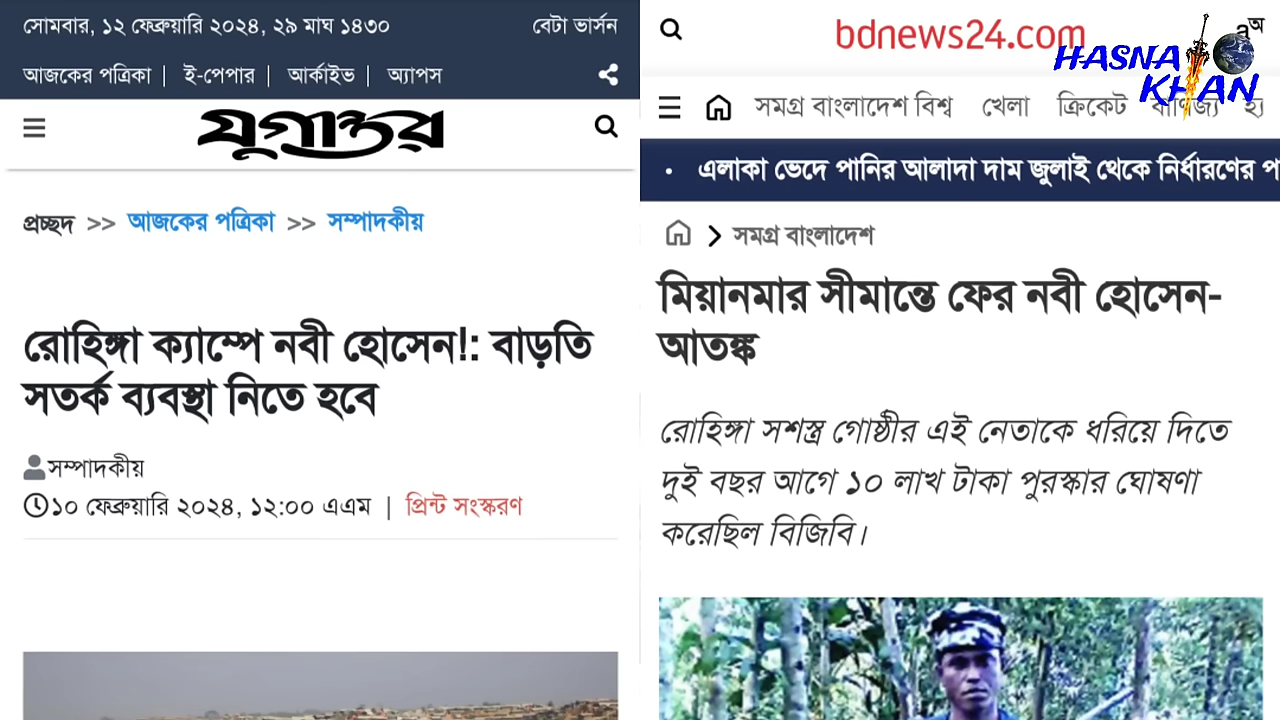 সোমবার, ১২ ফেব্রুয়ারি ২০২৪, ২৯ মাঘ ১৪৩০
বেটা ভার্সন
আজকের পত্রিকা | ই-পেপার | আর্কাইভ | অ্যাপস
যুগান্তর
প্রচ্ছদ >> আজকের পত্রিকা >> সম্পাদকীয়
রোহিঙ্গা ক্যাম্পে নবী হোসেন!: বাড়তি
সতর্ক ব্যবস্থা নিতে হবে
সম্পাদকীয়
১০ ফেব্রুয়ারি ২০২৪, ১২:০০ এএম | প্রিন্ট সংস্করণ
bdnews24.com
aঅ
HASNA
KHAN
সমগ্র বাংলাদেশ বিশ্ব খেলা ক্রিকেট বাণিজ্য
• এলাকা ভেদে পানির আলাদা দাম জুলাই থেকে নির্ধারণের প
সমগ্র বাংলাদেশ
মিয়ানমার সীমান্তে ফের নবী হোসেন-
আতঙ্ক
রোহিঙ্গা সশস্ত্র গোষ্ঠীর এই নেতাকে ধরিয়ে দিতে
দুই বছর আগে ১০ লাখ টাকা পুরস্কার ঘোষণা
করেছিল বিজিবি।